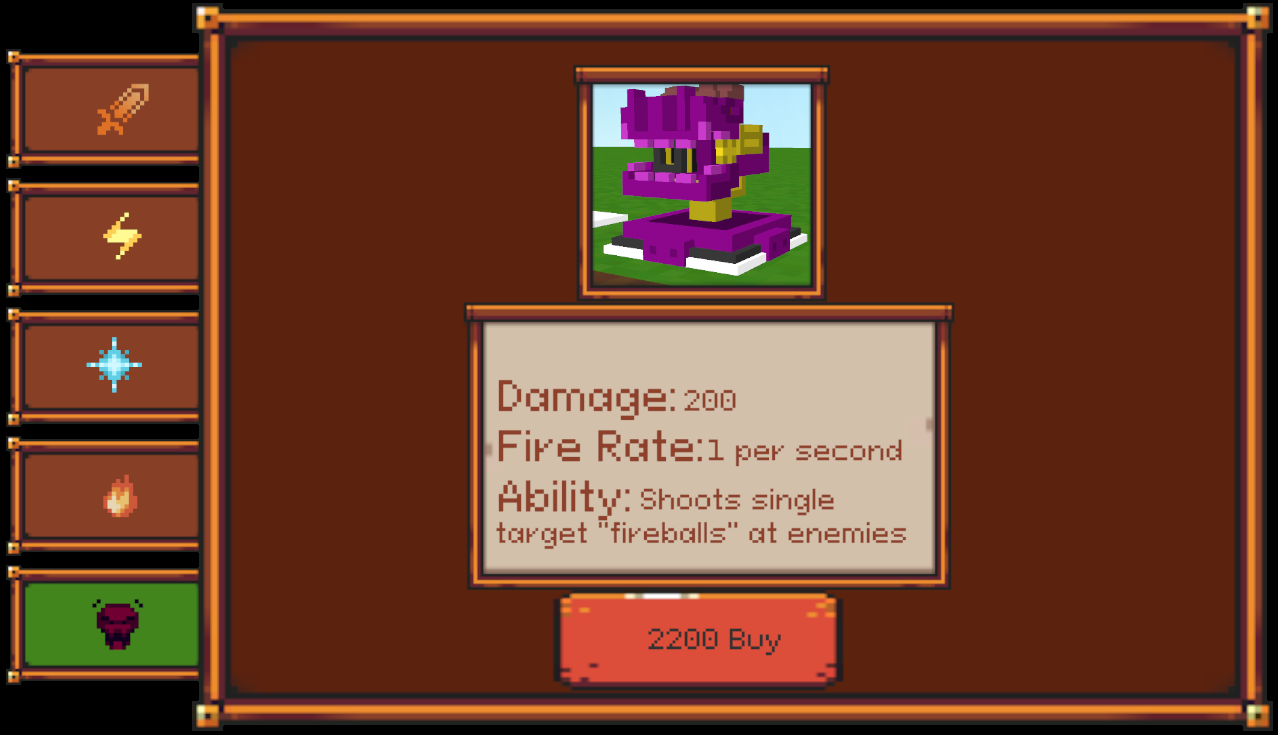 Damage: 200
Fire Rate:1 per second
Ability: Shoots single
target "fireballs" at enemies
2200 Buy